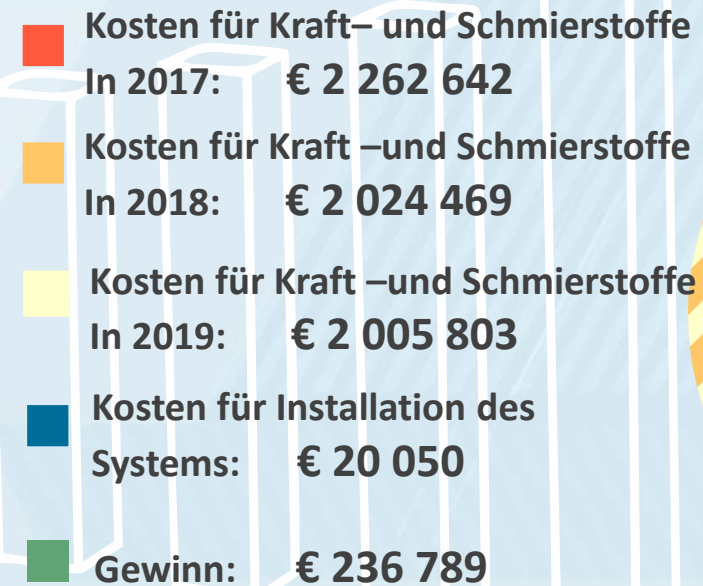 Kosten für Kraft– und Schmierstoffe
In 2017: € 2 262 642
Kosten für Kraft –und Schmierstoffe
In 2018: € 2 024 469
Kosten für Kraft –und Schmierstoffe
In 2019: € 2 005 803
Kosten für Installation des
Systems: € 20 050
Gewinn: € 236 789